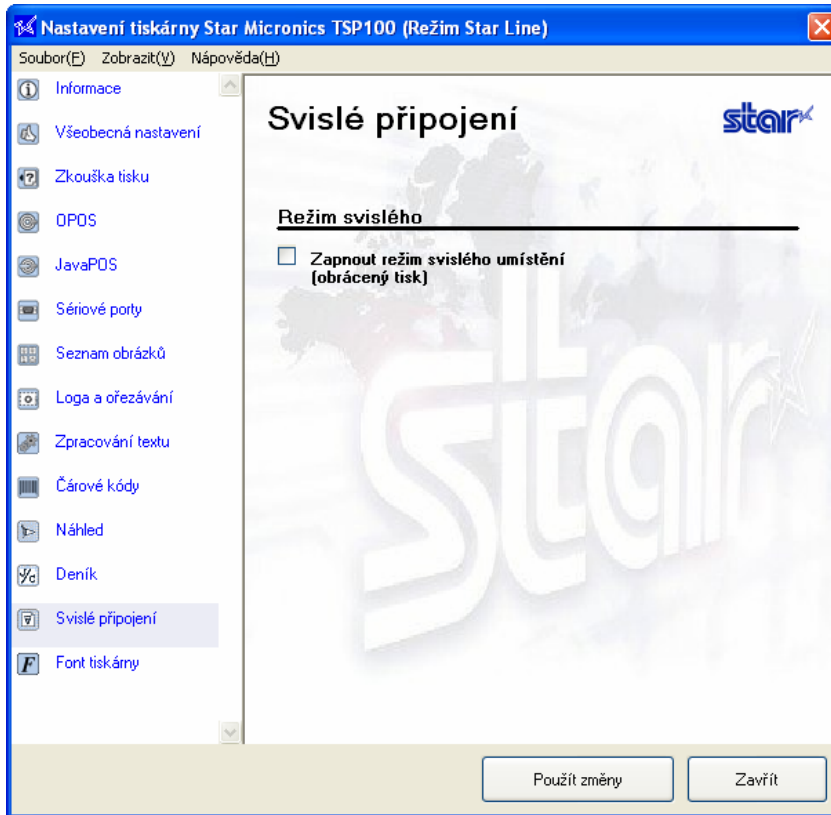 Nastavení tiskárny Star Micronics TSP100 (Režim Star Line)
Soubor(F) Zobrazit(V) Nápověda(H)
Informace
Všeobecná nastavení
Zkouška tisku
OPOS
JavaPOS
Sériové porty
Seznam obrázků
Loga a ořezávání
Zpracování textu
Čárové kódy
Náhled
Deník
Svislé připojení
Font tiskárny
Svislé připojení
star
Režim svislého
Zapnout režim svislého umístění
(obrácený tisk)
star
Použít změny
Zavřít